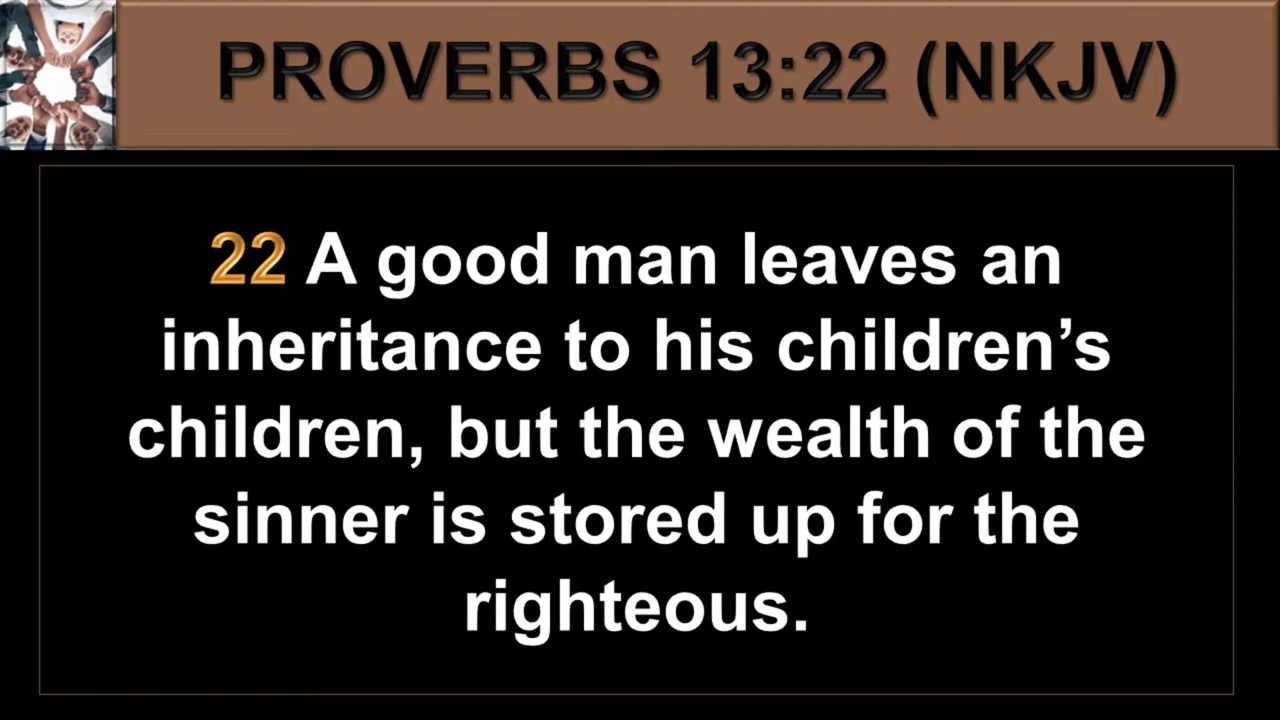 PROVERBS 13:22 (NKJV)
22 A good man leaves an
inheritance to his children’s
children, but the wealth of the
sinner is stored up for the
righteous.